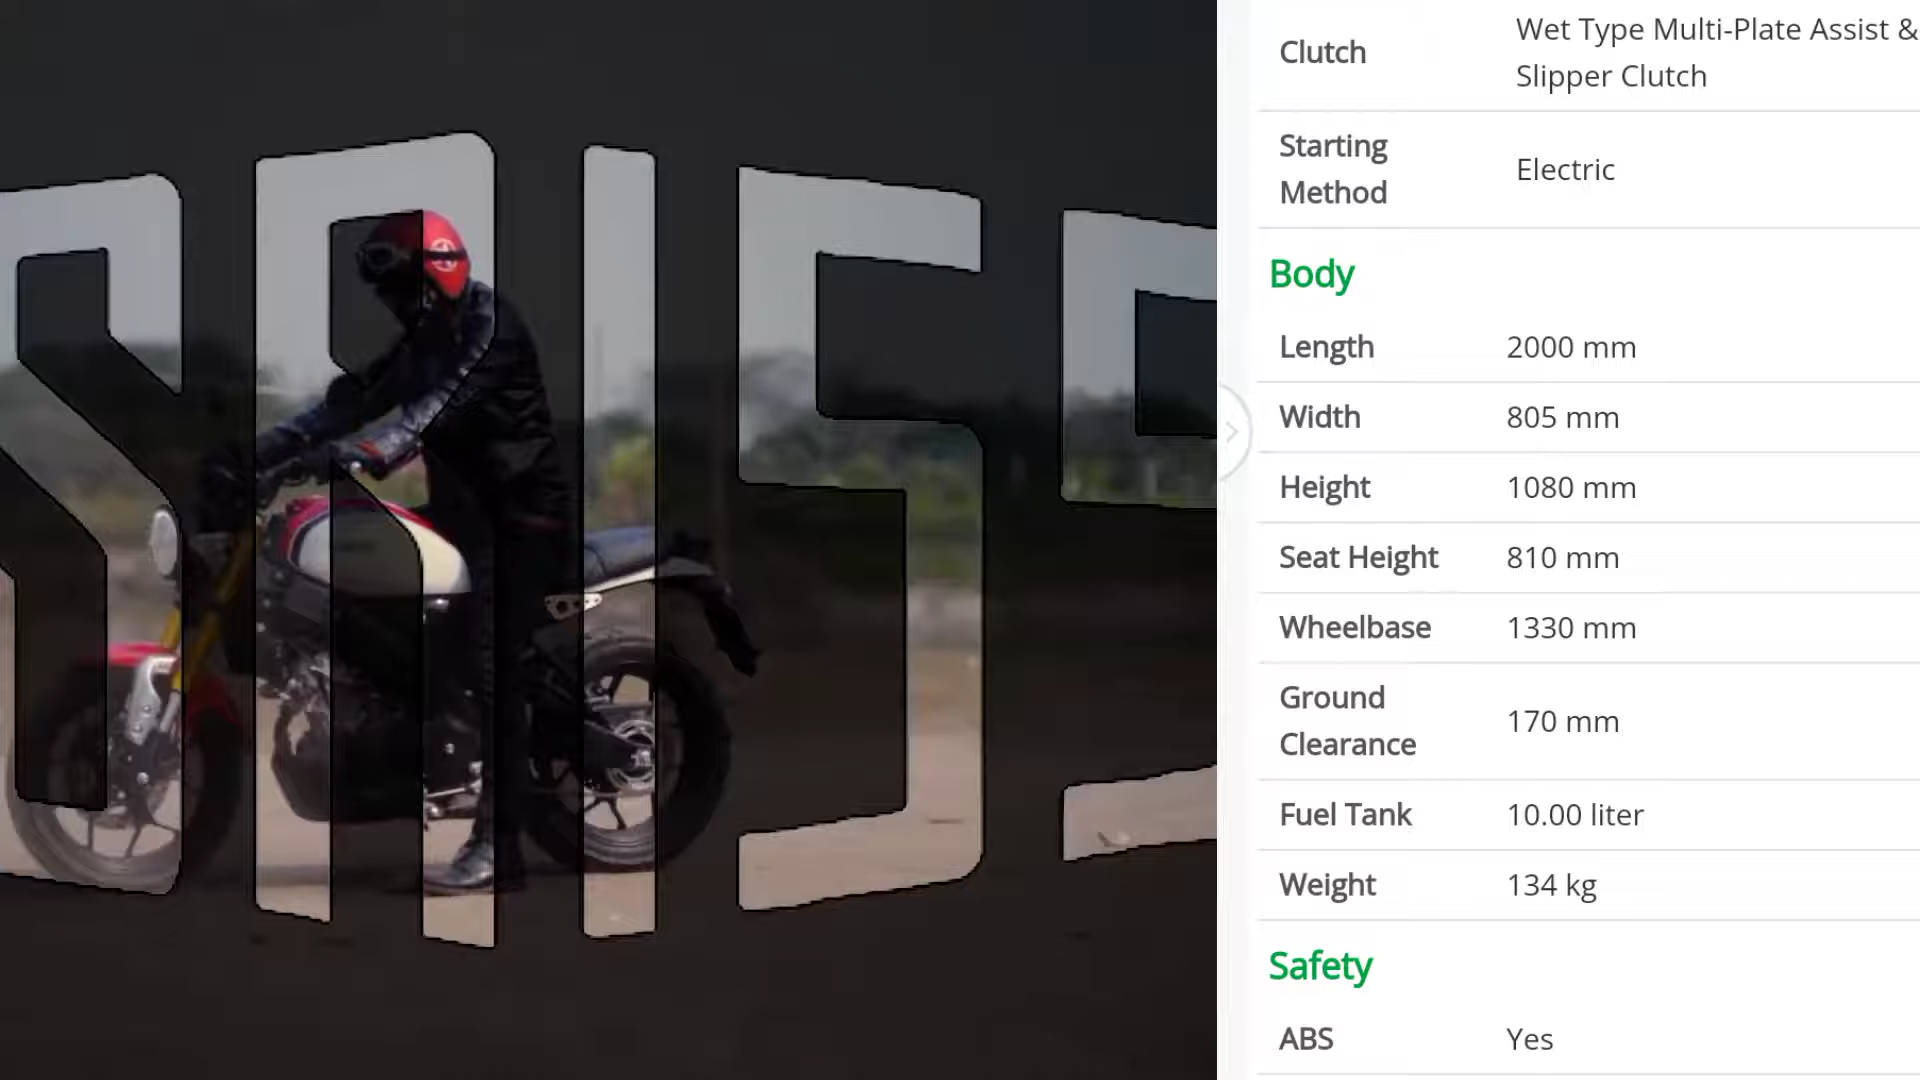 SRISS
Clutch
Wet Type Multi-Plate Assist &
Slipper Clutch
Starting
Method
Electric
Body
Length 2000 mm
Width 805 mm
Height 1080 mm
Seat Height 810 mm
Wheelbase 1330 mm
Ground
Clearance
170 mm
Fuel Tank 10.00 liter
Weight 134 kg
Safety
ABS Yes